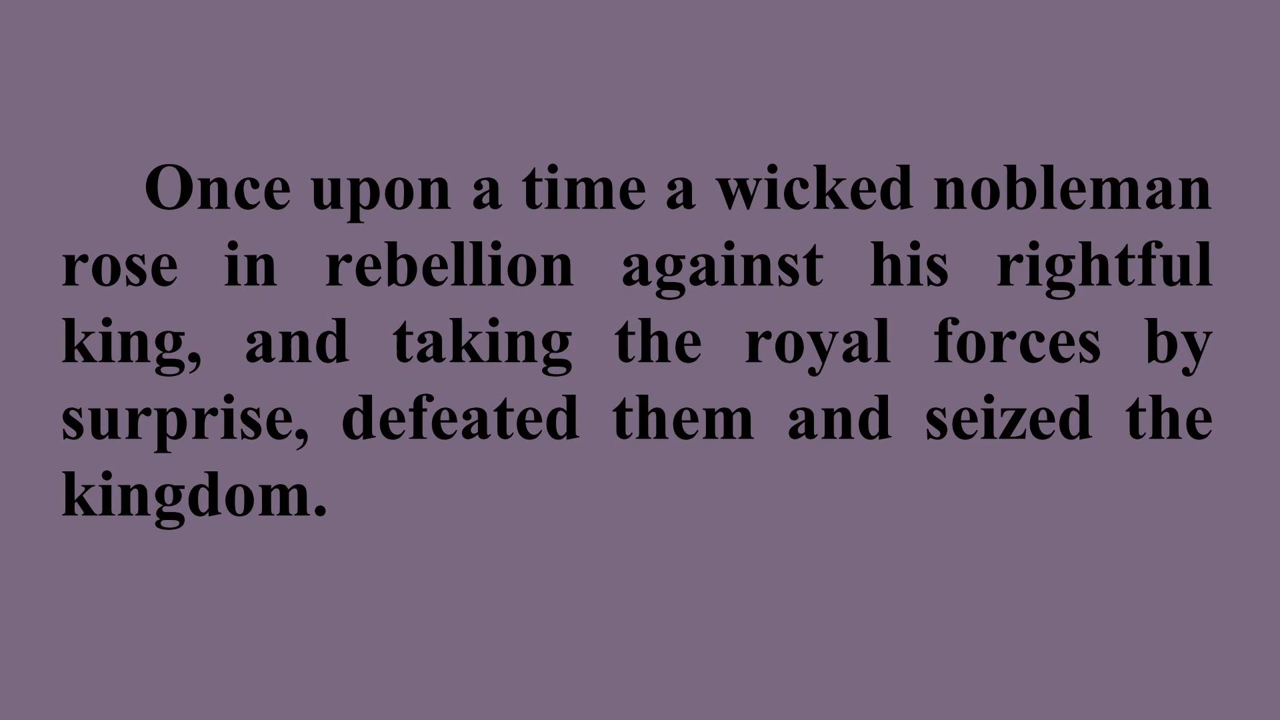 Once upon a time a wicked nobleman
rose in rebellion against his rightful
king, and taking the royal forces by
surprise, defeated them and seized the
kingdom.